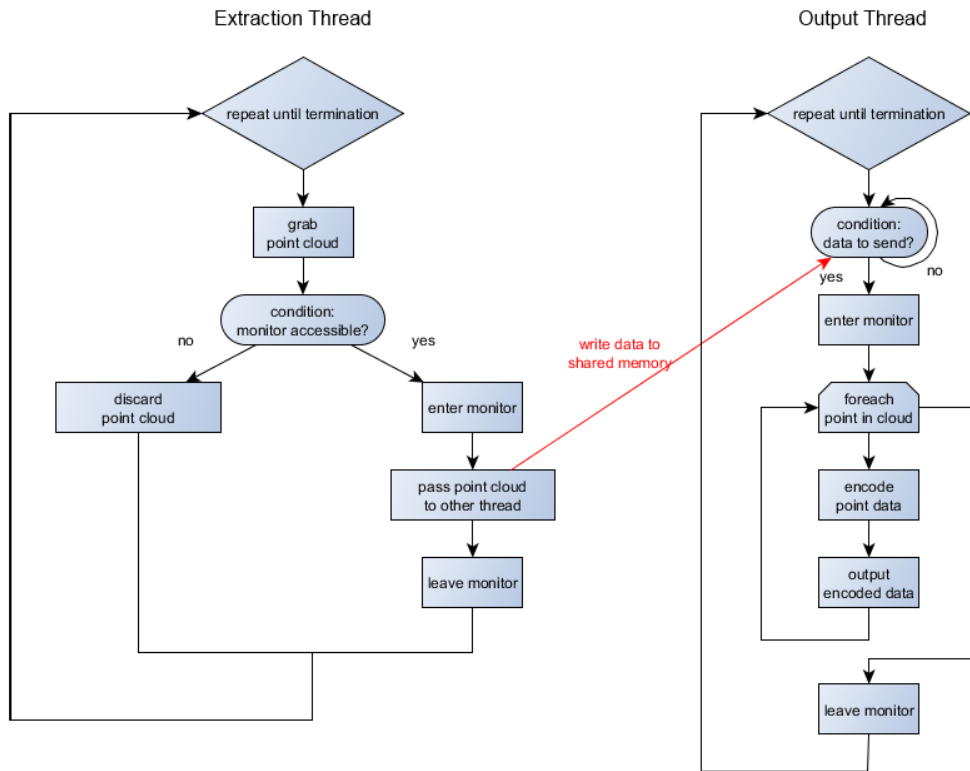 Extraction Thread
repeat until termination
grab
point cloud
condition:
monitor accessible?
no
yes
discard
point cloud
enter monitor
pass point cloud
to other thread
leave monitor
write data to
shared memory
Output Thread
repeat until termination
condition:
data to send?
yes
no
enter monitor
foreach
point in cloud
encode
point data
output
encoded data
leave monitor